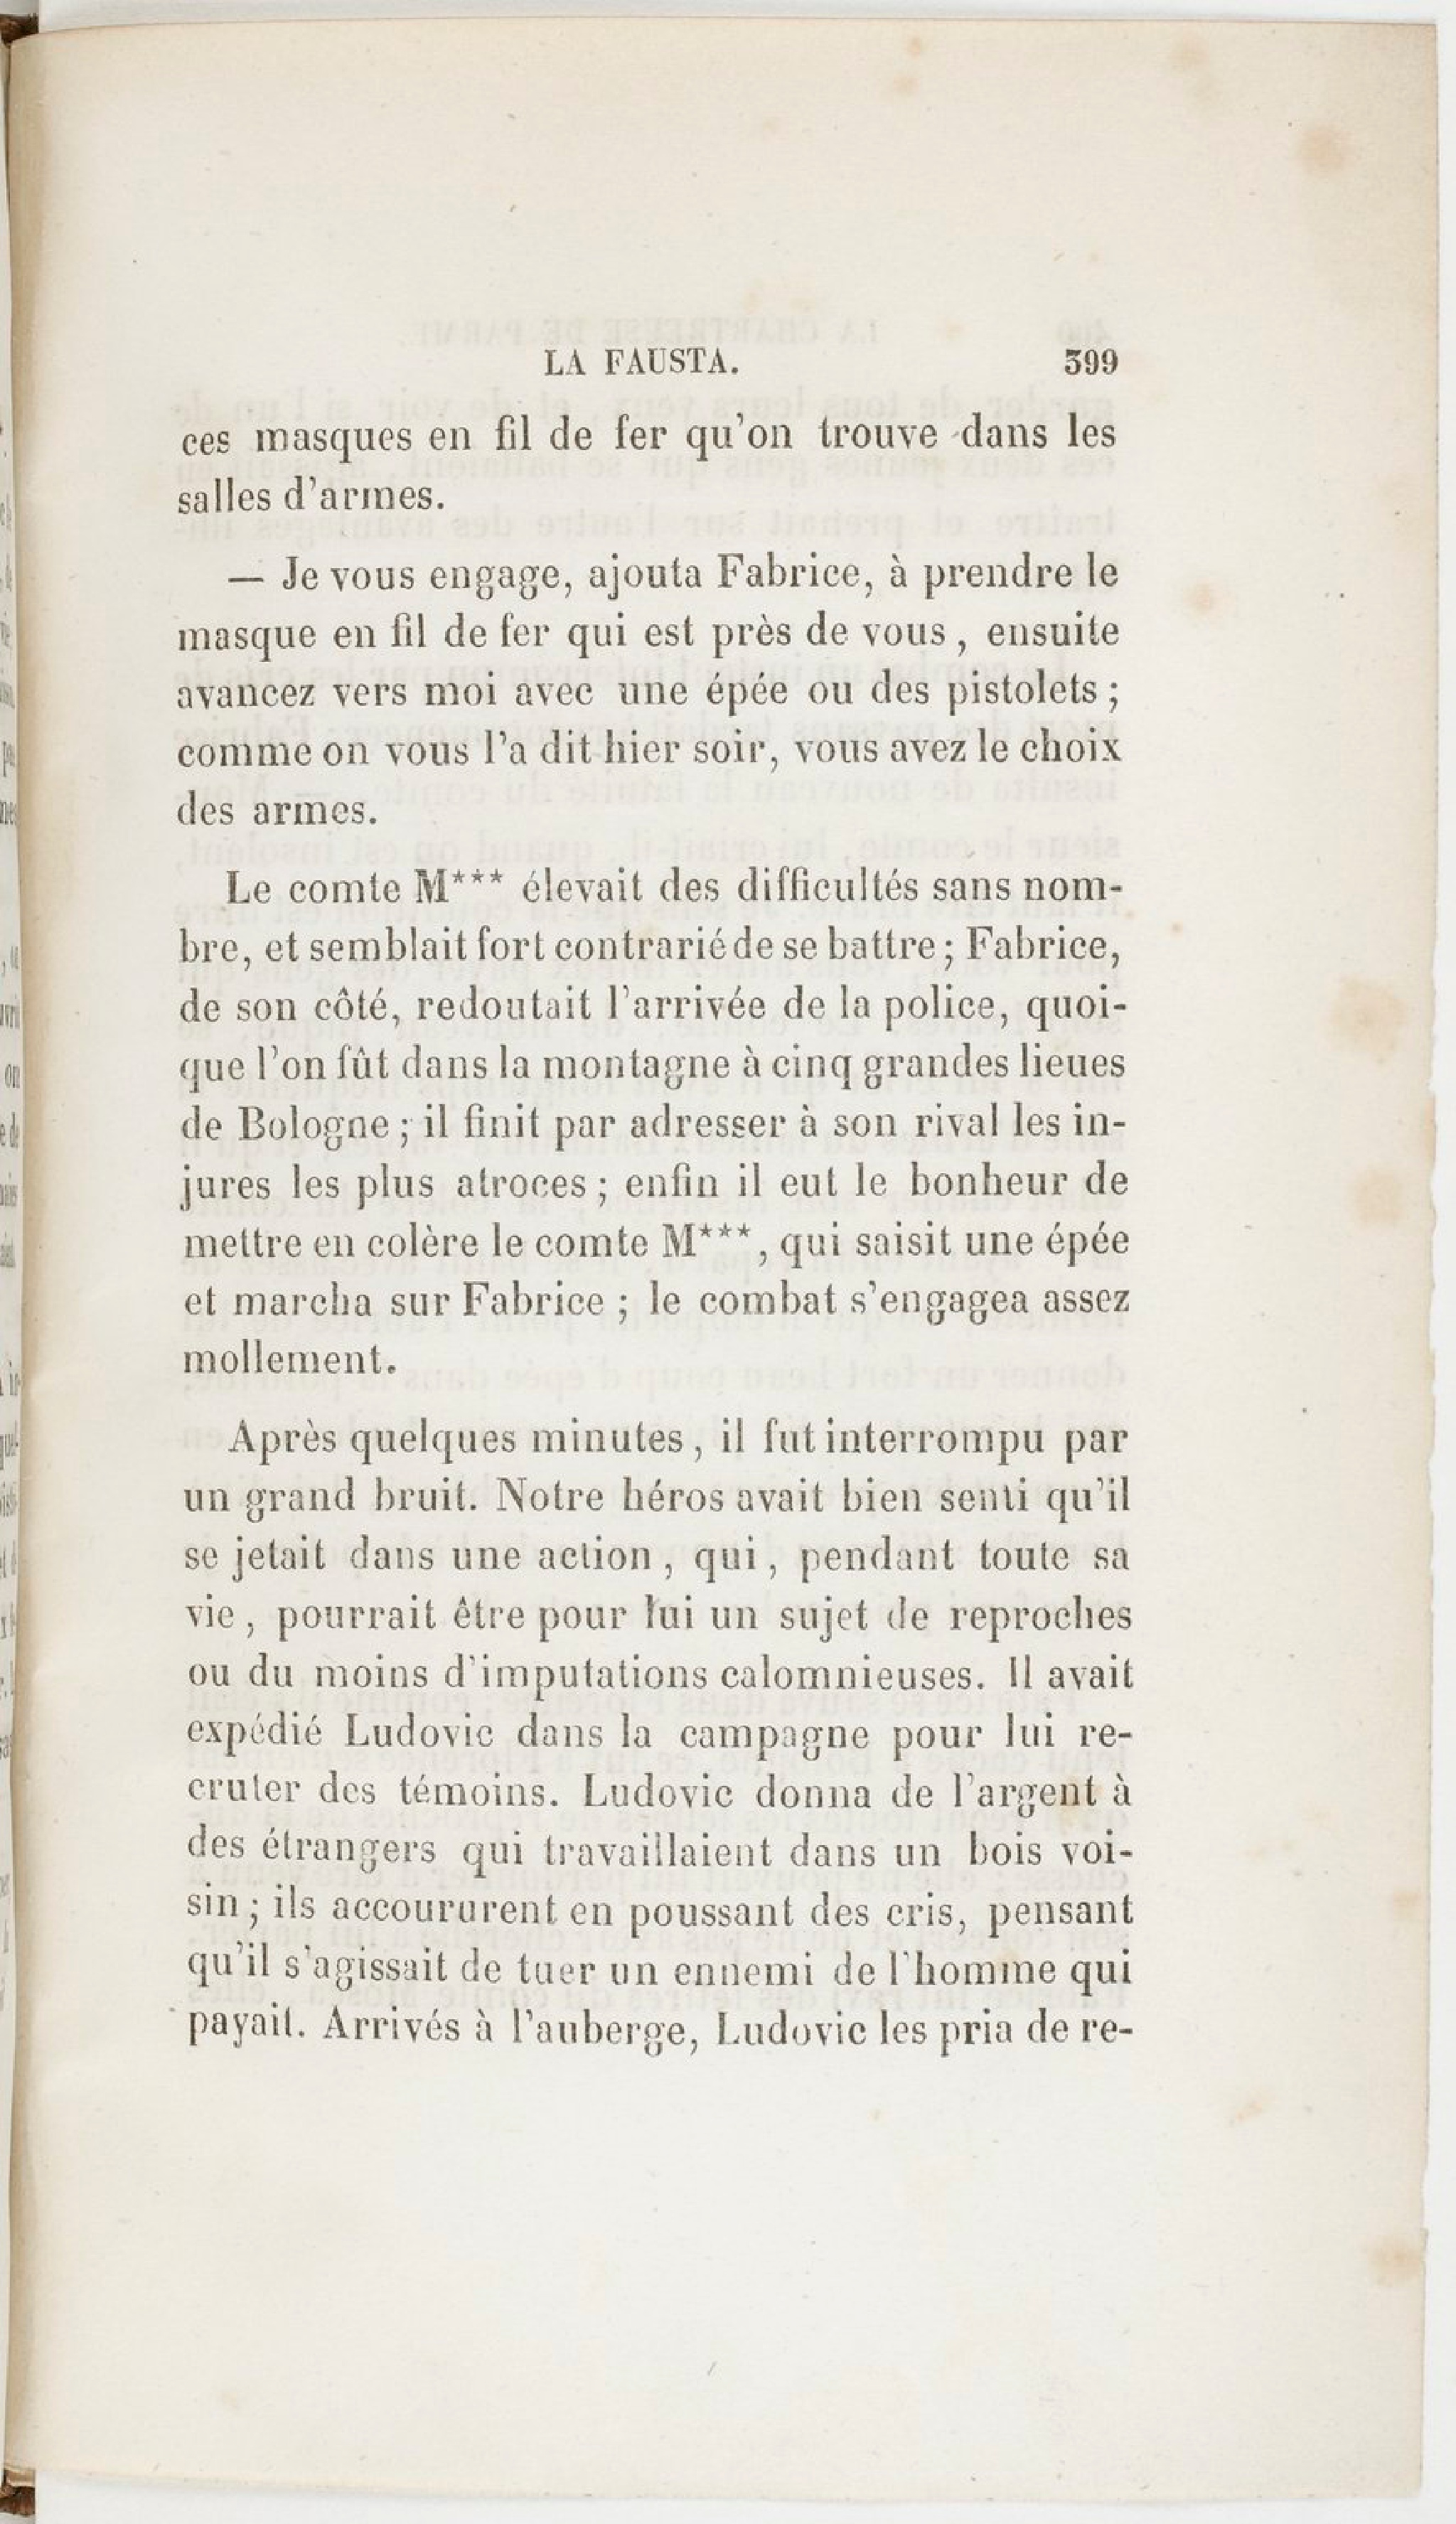 LA FAUSTA. 399
ces masques en fil de fer qu'on trouve dans les
salles d'armes.
— Je vous engage, ajouta Fabrice, à prendre le
masque en fil de fer qui est près de vous, ensuite
avancez vers moi avec une épée ou des pistolets ;
comme on vous l'a dit hier soir, vous avez le choix
des armes.
Le comte M*** élevait des difficultés sans nom-
bre, et semblait fort contrarié de se battre ; Fabrice,
de son côté, redoutait l'arrivée de la police, quoi-
que l'on fût dans la montagne à cinq grandes lieues
de Bologne ; il finit par adresser à son rival les in-
jures les plus atroces ; enfin il eut le bonheur de
mettre en colère le comte M***, qui saisit une épée
et marcha sur Fabrice ; le combat s'engagea assez
mollement.
Après quelques minutes, il fut interrompu par
un grand bruit. Notre héros avait bien senti qu'il
se jetait dans une action, qui, pendant toute sa
vie, pourrait être pour lui un sujet de reproches
ou du moins d'imputations calomnieuses. Il avait
expédié Ludovic dans la campagne pour lui re-
cruter des témoins. Ludovic donna de l'argent à
des étrangers qui travaillaient dans un bois voi-
sin ; ils accoururent en poussant des cris, pensant
qu'il s'agissait de tuer un ennemi de l'homme qui
payait. Arrivés à l'auberge, Ludovic les pria de re-